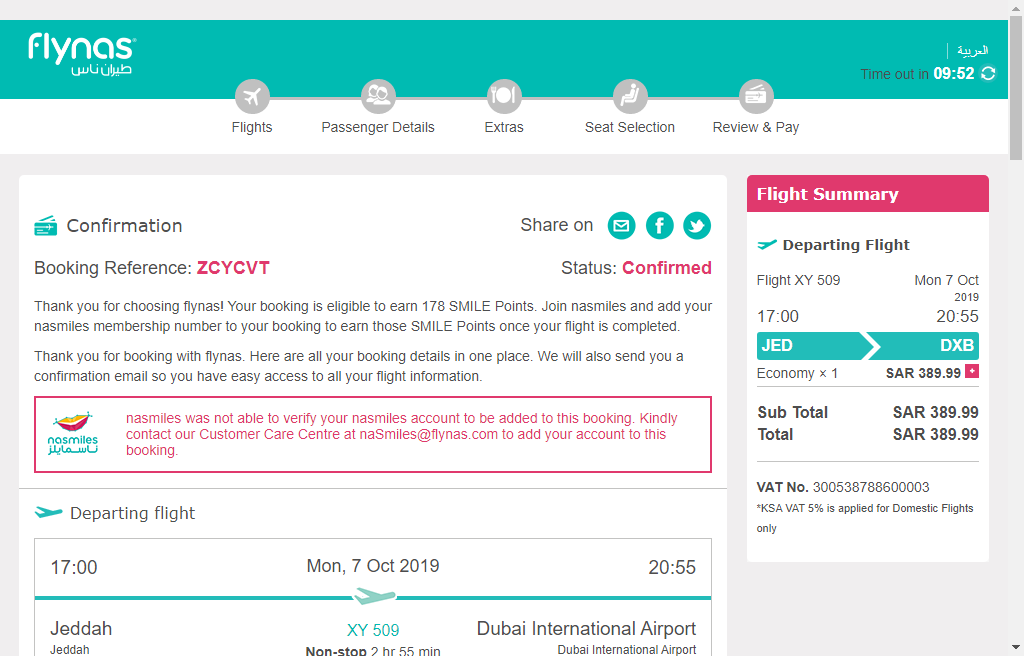 flynas
طيران ناس
العربية
Time out in 09:52
Flights
Passenger Details
Extras
Seat Selection
Review & Pay
Confirmation
Share on
Booking Reference: ZCYCVT
Status: Confirmed
Thank you for choosing flynas! Your booking is eligible to earn 178 SMILE Points. Join nasmiles and add your
nasmiles membership number to your booking to earn those SMILE Points once your flight is completed.
Thank you for booking with flynas. Here are all your booking details in one place. We will also send you a
confirmation email so you have easy access to all your flight information.
nasmiles
ناسمايلز
nasmiles was not able to verify your nasmiles account to be added to this booking. Kindly
contact our Customer Care Centre at naSmiles@flynas.com to add your account to this
booking.
Departing flight
17:00
Mon, 7 Oct 2019
20:55
Jeddah
XY 509
Dubai International Airport
Jeddah
Non-stop 2 hr 55 min
Dubai International Airport
Flight Summary
Departing Flight
Flight XY 509
Mon 7 Oct
2019
17:00
20:55
JED
DXB
Economy × 1
SAR 389.99 +
Sub Total
SAR 389.99
Total
SAR 389.99
VAT No. 300538788600003
*KSA VAT 5% is applied for Domestic Flights
only